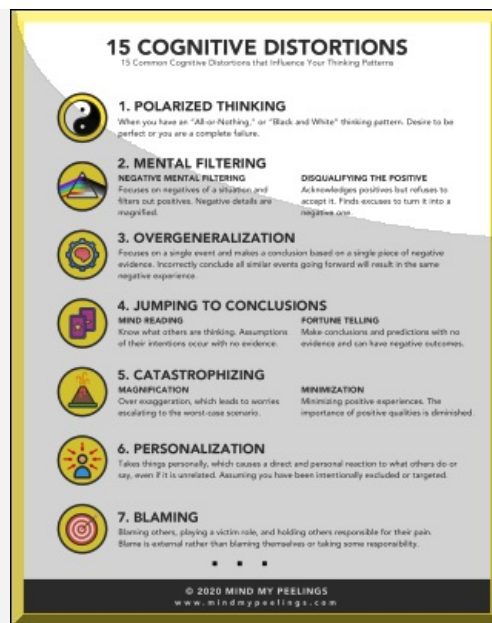 15 COGNITIVE DISTORTIONS
15 Common Cognitive Distortions that Influence Your Thinking Patterns
1. POLARIZED THINKING
When you have an "All-or-Nothing," or "Black and White" thinking pattern. Desire to be
perfect or you are a complete failure.
2. MENTAL FILTERING
NEGATIVE MENTAL FILTERING
Focuses on negatives of a situation and
filters out positives. Negative details are
magnified.
DISQUALIFYING THE POSITIVE
Acknowledges positives but refuses to
accept it. Finds excuses to turn it into a
negative one.
3. OVERGENERALIZATION
Focuses on a single event and makes a conclusion based on a single piece of negative
evidence. Incorrectly conclude all similar events going forward will result in the same
negative experience.
4. JUMPING TO CONCLUSIONS
MIND READING
Know what others are thinking. Assumptions
of their intentions occur with no evidence.
FORTUNE TELLING
Make conclusions and predictions with no
evidence and can have negative outcomes.
5. CATASTROPHIZING
MAGNIFICATION
Over exaggeration, which leads to worries
escalating to the worst-case scenario.
MINIMIZATION
Minimizing positive experiences. The
importance of positive qualities is diminished.
6. PERSONALIZATION
Takes things personally, which causes a direct and personal reaction to what others do or
say, even if it is unrelated. Assuming you have been intentionally excluded or targeted.
7. BLAMING
Blaming others, playing a victim role, and holding others responsible for their pain.
Blame is external rather than blaming themselves or taking some responsibility.
© 2020 MIND MY PEELINGS
www.mindmypeelings.com